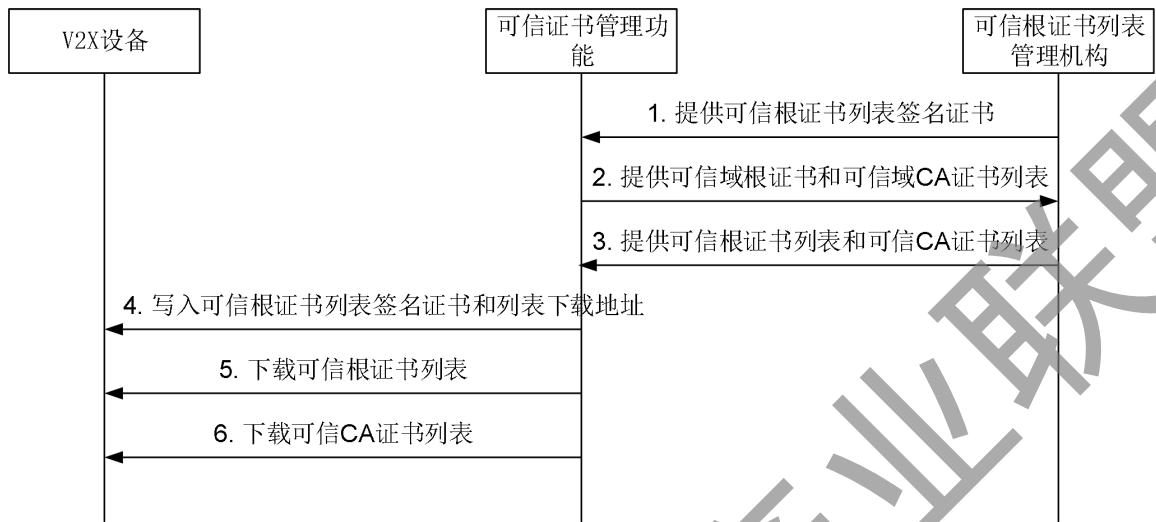 V2X设备
可信证书管理功
能
可信根证书列表
管理机构
1. 提供可信根证书列表签名证书
2. 提供可信域根证书和可信域CA证书列表
3. 提供可信根证书列表和可信CA证书列表
4. 写入可信根证书列表签名证书和列表下载地址
5. 下载可信根证书列表
6. 下载可信CA证书列表
业联